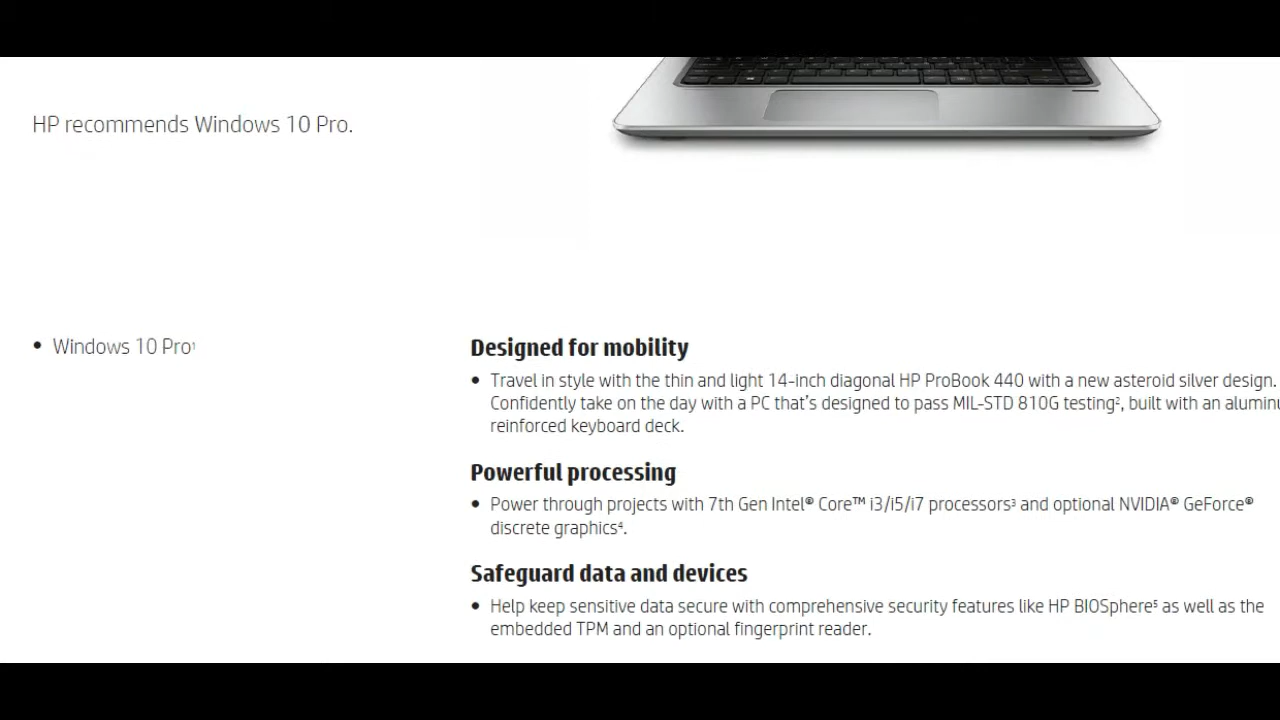 HP recommends Windows 10 Pro.
• Windows 10 Pro¹
Designed for mobility
• Travel in style with the thin and light 14-inch diagonal HP ProBook 440 with a new asteroid silver design.
Confidently take on the day with a PC that's designed to pass MIL-STD 810G testing², built with an
reinforced keyboard deck.
Powerful processing
• Power through projects with 7th Gen Intel® Core™ i3/i5/i7 processors³ and optional NVIDIA® GeForce®
discrete graphics⁴.
Safeguard data and devices
• Help keep sensitive data secure with comprehensive security features like HP BIOSphere⁵ as well as the
embedded TPM and an optional fingerprint reader.